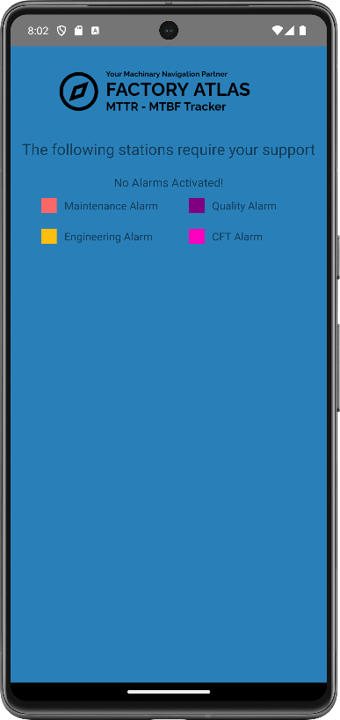 8:02
Your Machinary Navigation Partner
FACTORY ATLAS
MTTR - MTBF Tracker
The following stations require your support
No Alarms Activated!
Maintenance Alarm
Quality Alarm
Engineering Alarm
CFT Alarm